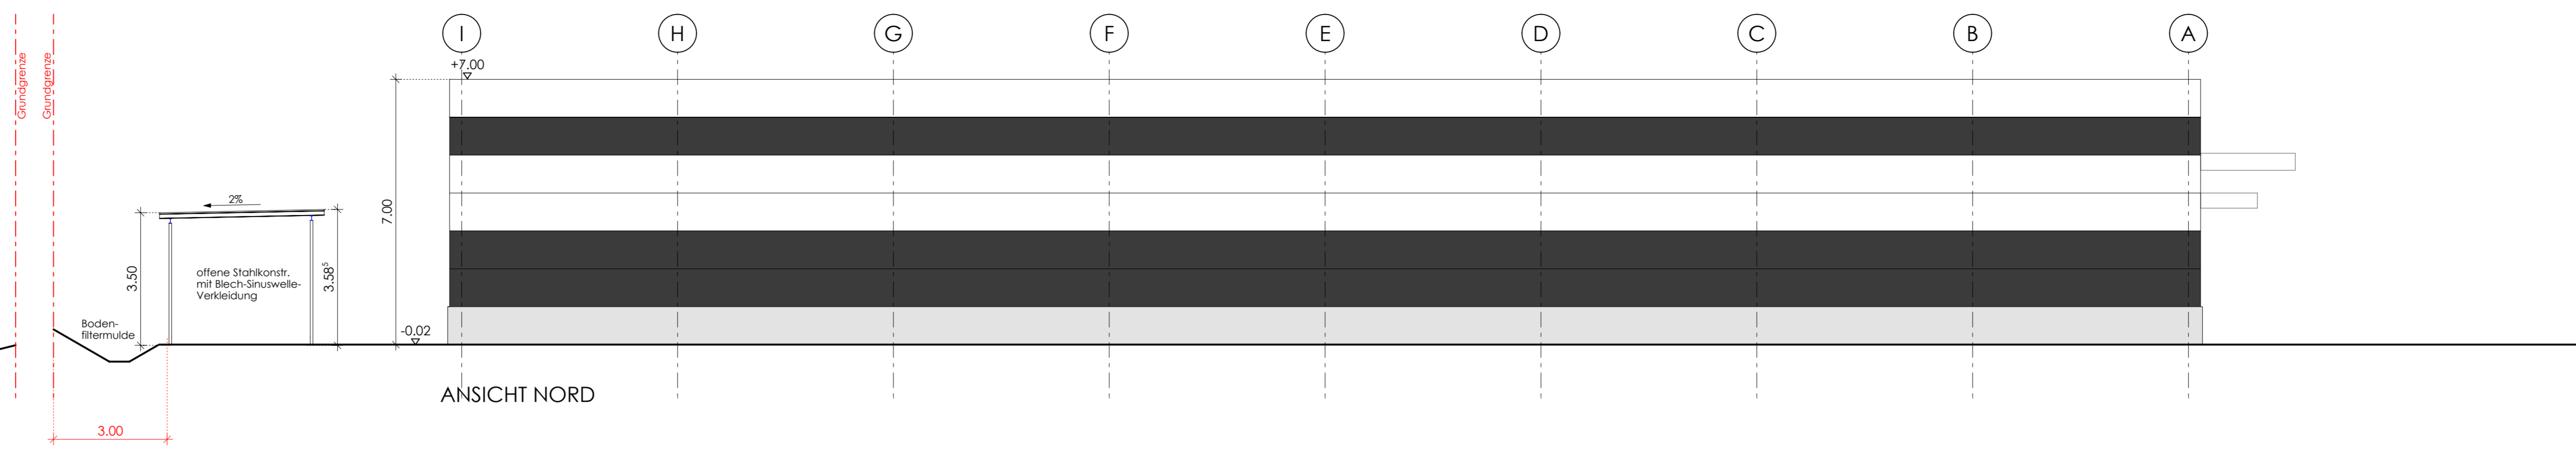 Grundgrenze
Grundgrenze
I
H
G
F
E
D
C
B
A
+7.00
7.00
2%
3.50
3.58⁵
offene Stahlkonstr.
mit Blech-Sinuswelle-
Verkleidung
Boden-
filtermulde
-0.02
ANSICHT NORD
3.00